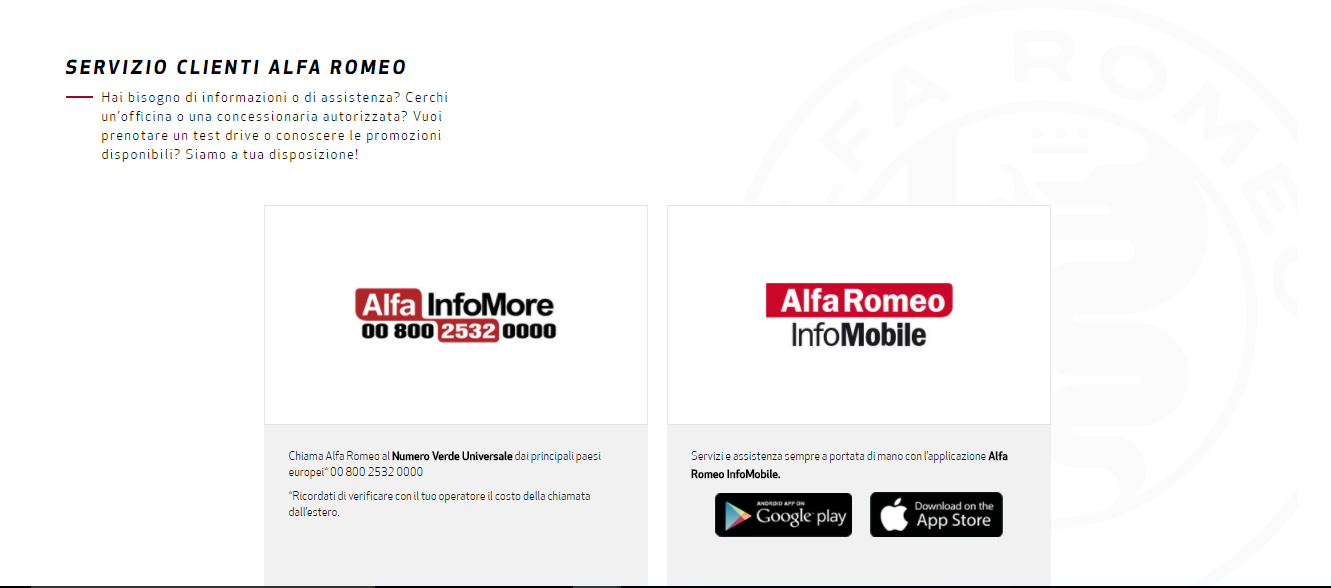 SERVIZIO CLIENTI ALFA ROMEO
Hai bisogno di informazioni o di assistenza? Cerchi
un'officina o una concessionaria autorizzata? Vuoi
prenotare un test drive o conoscere le promozioni
disponibili? Siamo a tua disposizione!
ALFA ROMEO
Alfa InfoMore
00 800 2532 0000
Chiama Alfa Romeo al Numero Verde Universale dai principali paesi
europei* 00 800 2532 0000
*Ricordati di verificare con il tuo operatore il costo della chiamata
dall'estero.
Alfa Romeo
InfoMobile
Servizi e assistenza sempre a portata di mano con l'applicazione Alfa
Romeo InfoMobile.
ANDROID APP ON
Google play
Download on the
App Store